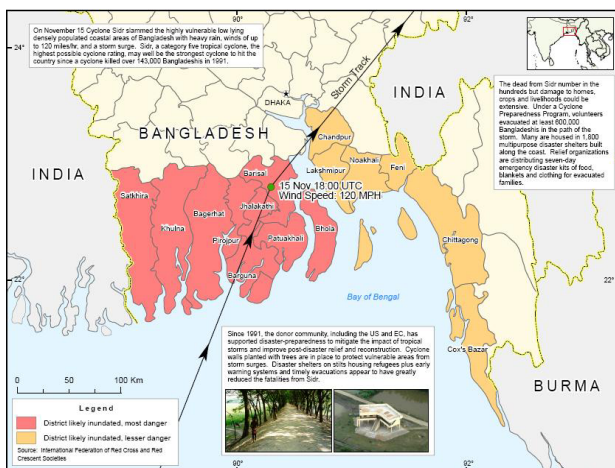 90°
92°
On November 15 Cyclone Sidr slammed the highly vulnerable low lying
densely populated coastal areas of Bangladesh with heavy rain, winds of
up to 120 miles/hr, and a storm surge. Sidr, a category five tropical cyclone, the
highest possible cyclone rating, may well be the strongest cyclone to hit the
country since a cyclone killed over 143,000 Bangladeshis in 1991.
The dead from Sidr number in the
hundreds but damage to homes,
crops and livelihoods could be
extensive. Under a Cyclone
Preparedness Program, volunteers
evacuated at least 600,000
Bangladeshis in the path of the
storm. Many are housed in 1,800
multipurpose disaster shelters built
along the coast. Relief organizations
are distributing seven-day
emergency disaster kits of food,
blankets and clothing for evacuated
families.
24°
Storm Track
INDIA
DHAKA
BANGLADESH
Chandpur
INDIA
Noakhali
Feni
Lakshmipur
Barisal
15 Nov 18:00 UTC
Wind Speed: 120 MPH
Satkhira
Bagerhat
Jhalakathi
Khulna
Bhola
Pirojpur
Patuakhali
Chittagong
Barguna
22°
22°
Bay of Bengal
Since 1991, the donor community, including the US and EC, has
supported disaster-preparedness to mitigate the impact of tropical
storms and improve post-disaster relief and reconstruction. Cyclone
walls planted with trees are in place to protect vulnerable areas from
storm surges. Disaster shelters on stilts housing refugees plus early
warning systems and timely evacuations appear to have greatly
reduced the fatalities from Sidr.
Cox's Bazar
BURMA
0 50 100 Km
Legend
District likely inundated, most danger
District likely inundated, lesser danger
Source: International Federation of Red Cross and Red
Crescent Societies
90°
92°